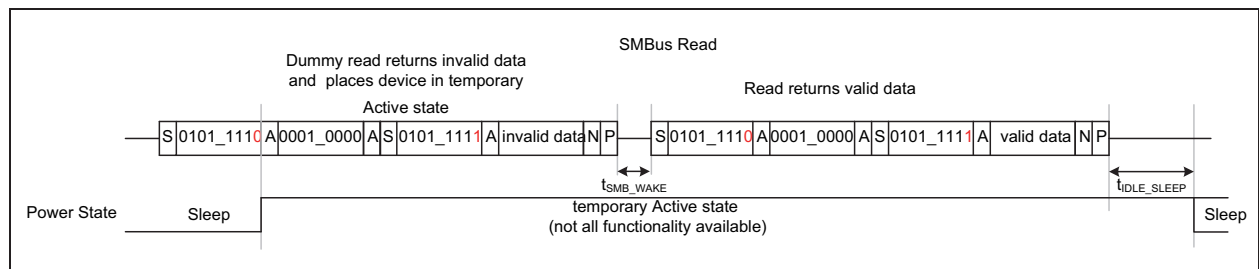 SMBus Read
Dummy read returns invalid data
and places device in temporary
Active state
Read returns valid data
S 0101_1110 A 0001_0000 A S 0101_1111 A invalid data N P
S 0101_1110 A 0001_0000 A S 0101_1111 A valid data N P
tSMB_WAKE
tIDLE_SLEEP
Power State
Sleep
temporary Active state
(not all functionality available)
Sleep